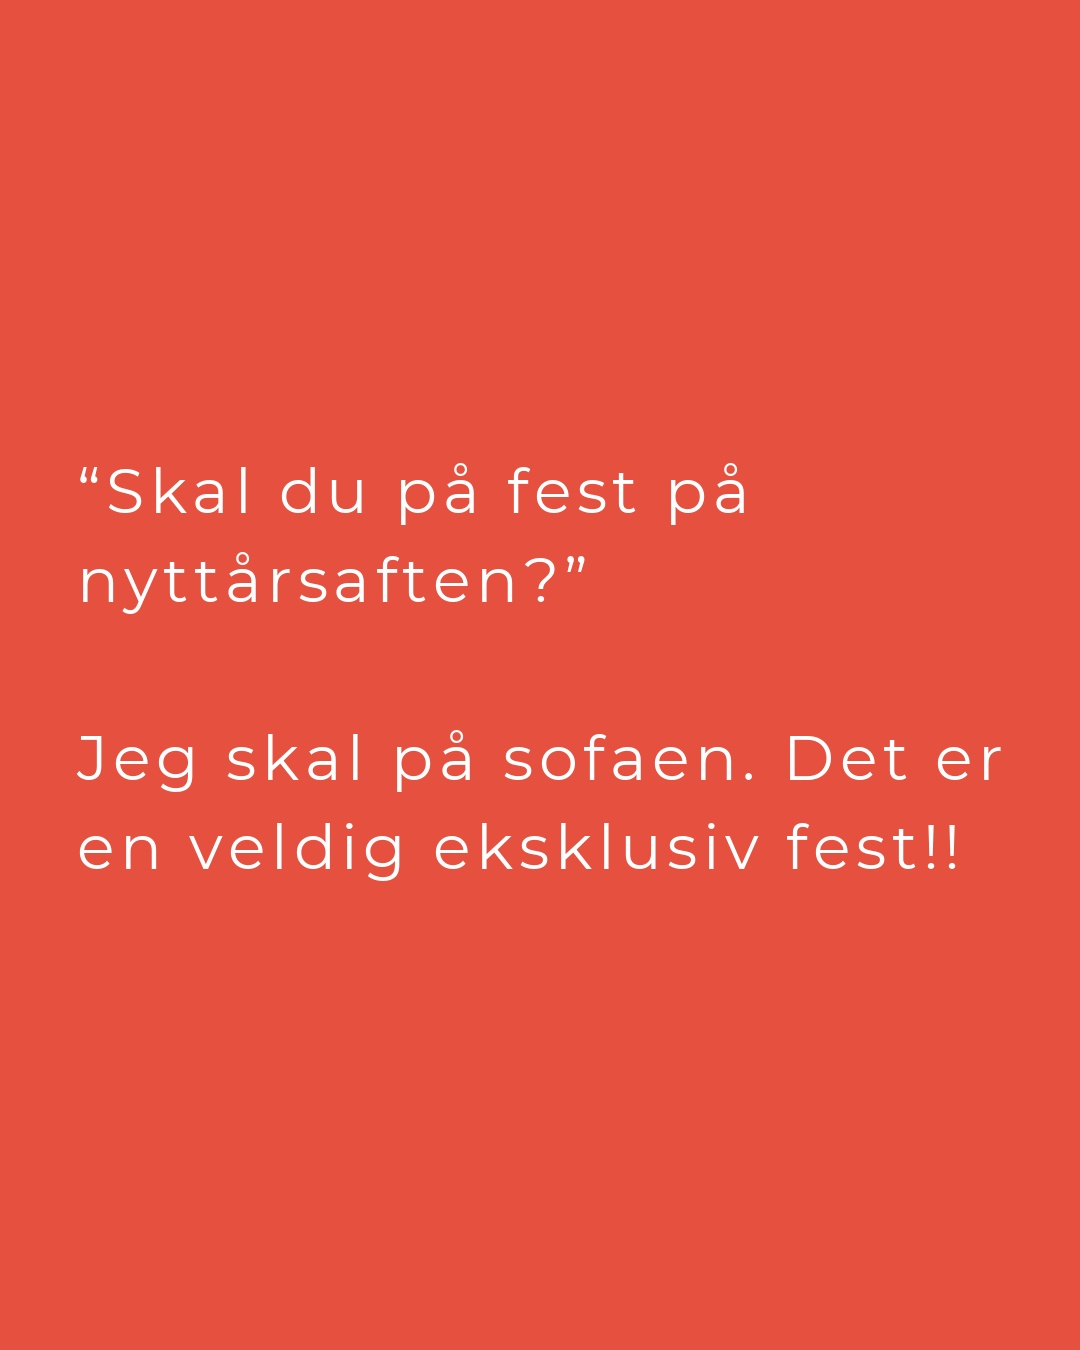 “Skal du på fest på
nyttårsaften?”
Jeg skal på sofaen. Det er
en veldig eksklusiv fest!!